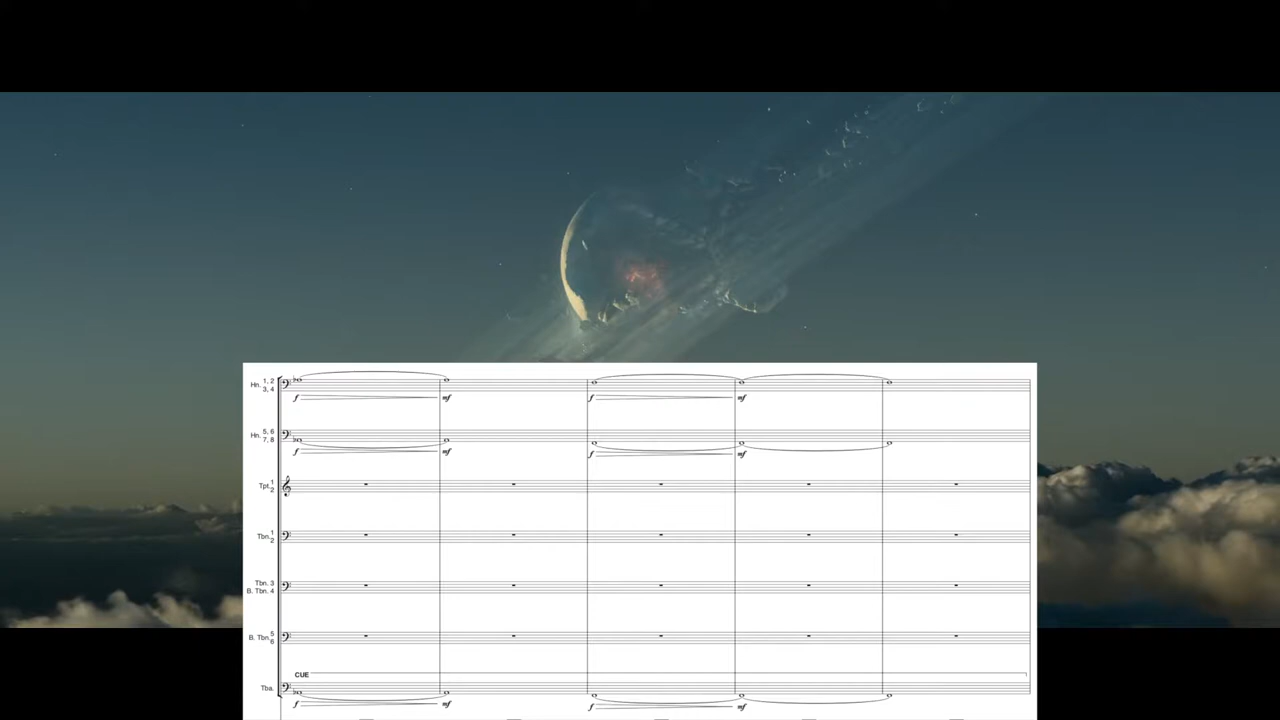 Hn. 1, 2
3, 4
f mf f mf
Hn. 5, 6
7, 8
f mf f mf
Tpt. 1
2
Tbn. 1
2
Tbn. 3
B. Tbn. 4
B. Tbn. 5
6
CUE
Tba.
f mf f mf